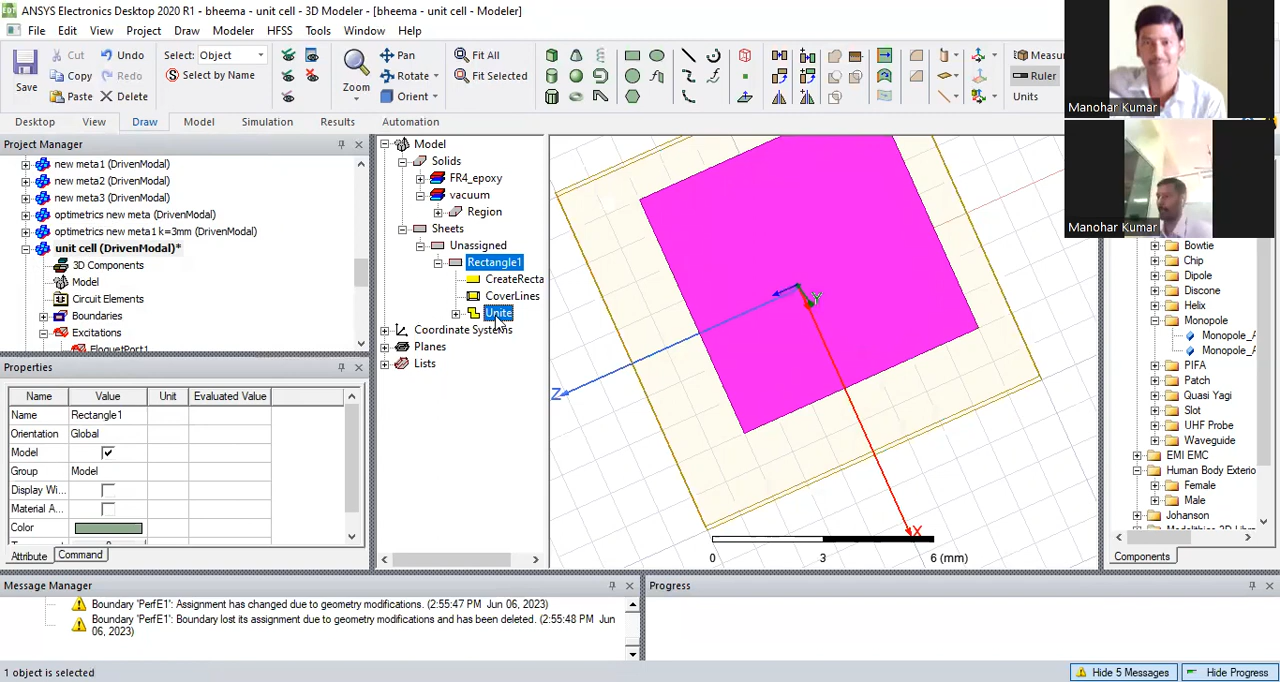 ANSYS Electronics Desktop 2020 R1 - bheema - unit cell - 3D Modeler - [bheema - unit cell - Modeler]
File Edit View Project Draw Modeler HFSS Tools Window Help
Save
Cut Undo
Copy Redo
Paste Delete
Select: Object
Select by Name
Zoom
Pan
Rotate
Orient
Fit All
Fit Selected
Measu
Ruler
Units
Desktop View Draw Model Simulation Results Automation
Manohar Kumar
Manohar Kumar
Project Manager
new meta1 (DrivenModal)
new meta2 (DrivenModal)
new meta3 (DrivenModal)
optimetrics new meta (DrivenModal)
optimetrics new meta1 k=3mm (DrivenModal)
unit cell (DrivenModal)*
3D Components
Model
Circuit Elements
Boundaries
Excitations
FloquetPort1
Properties
Name Value Unit Evaluated Value
Name Rectangle1
Orientation Global
Model
Group Model
Display Wi...
Material A...
Color
Attribute Command
Model
Solids
FR4_epoxy
vacuum
Region
Sheets
Unassigned
Rectangle1
CreateRecta
CoverLines
Unite
Coordinate Systems
Planes
Lists
Y
Z
X
0 3 6 (mm)
Bowtie
Chip
Dipole
Discone
Helix
Monopole
Monopole_A
Monopole_A
PIFA
Patch
Quasi Yagi
Slot
UHF Probe
Waveguide
EMI EMC
Human Body Exterio
Female
Male
Johanson
Components
Message Manager
Boundary 'PerfE1': Assignment has changed due to geometry modifications. (2:55:47 PM Jun 06, 2023)
Boundary 'PerfE1': Boundary lost its assignment due to geometry modifications and has been deleted. (2:55:48 PM Jun
06, 2023)
Progress
1 object is selected
Hide 5 Messages Hide Progress